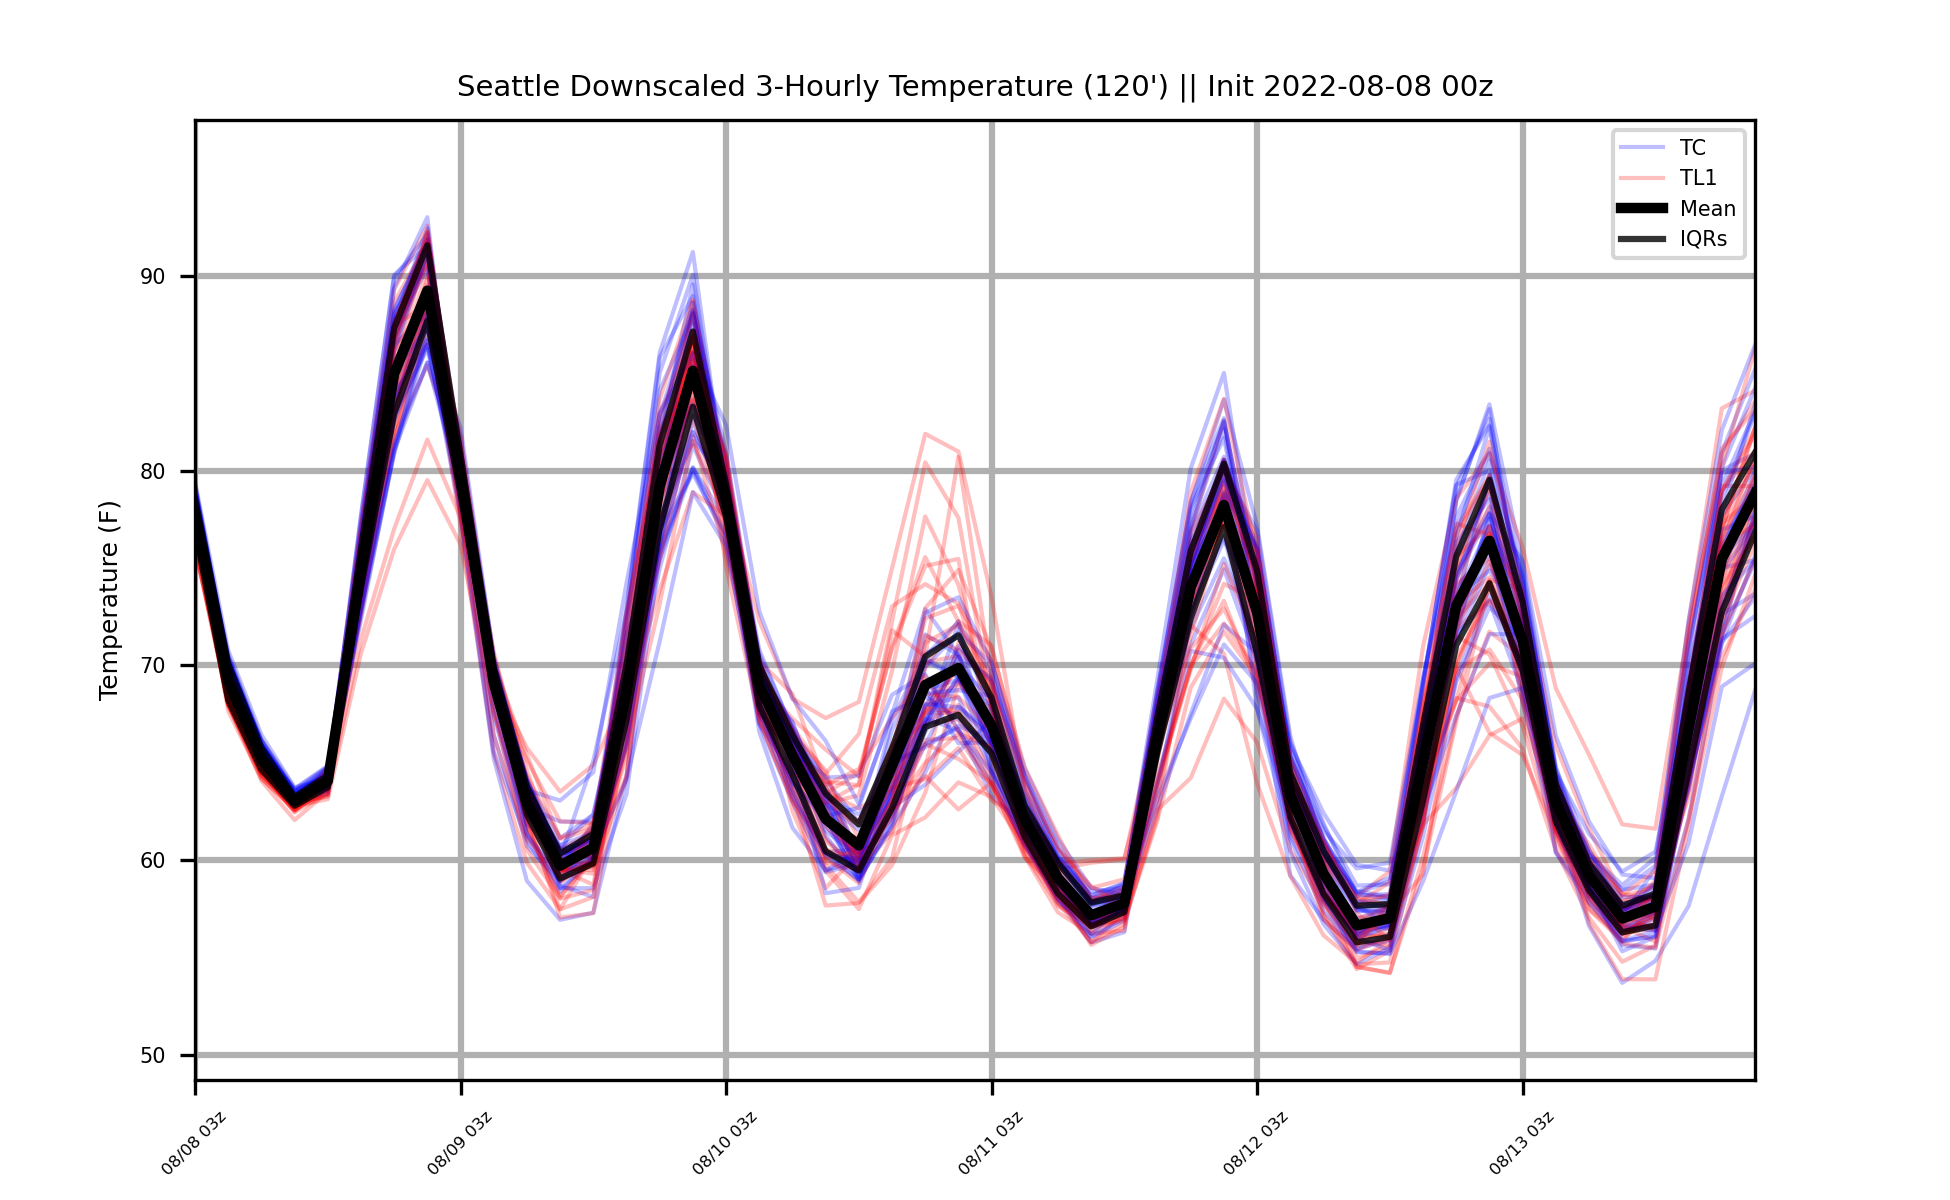 Seattle Downscaled 3-Hourly Temperature (120') || Init 2022-08-08 00z
TC
TL1
Mean
IQRs
Temperature (F)
90
80
70
60
50
08/08 03z
08/09 03z
08/10 03z
08/11 03z
08/12 03z
08/13 03z